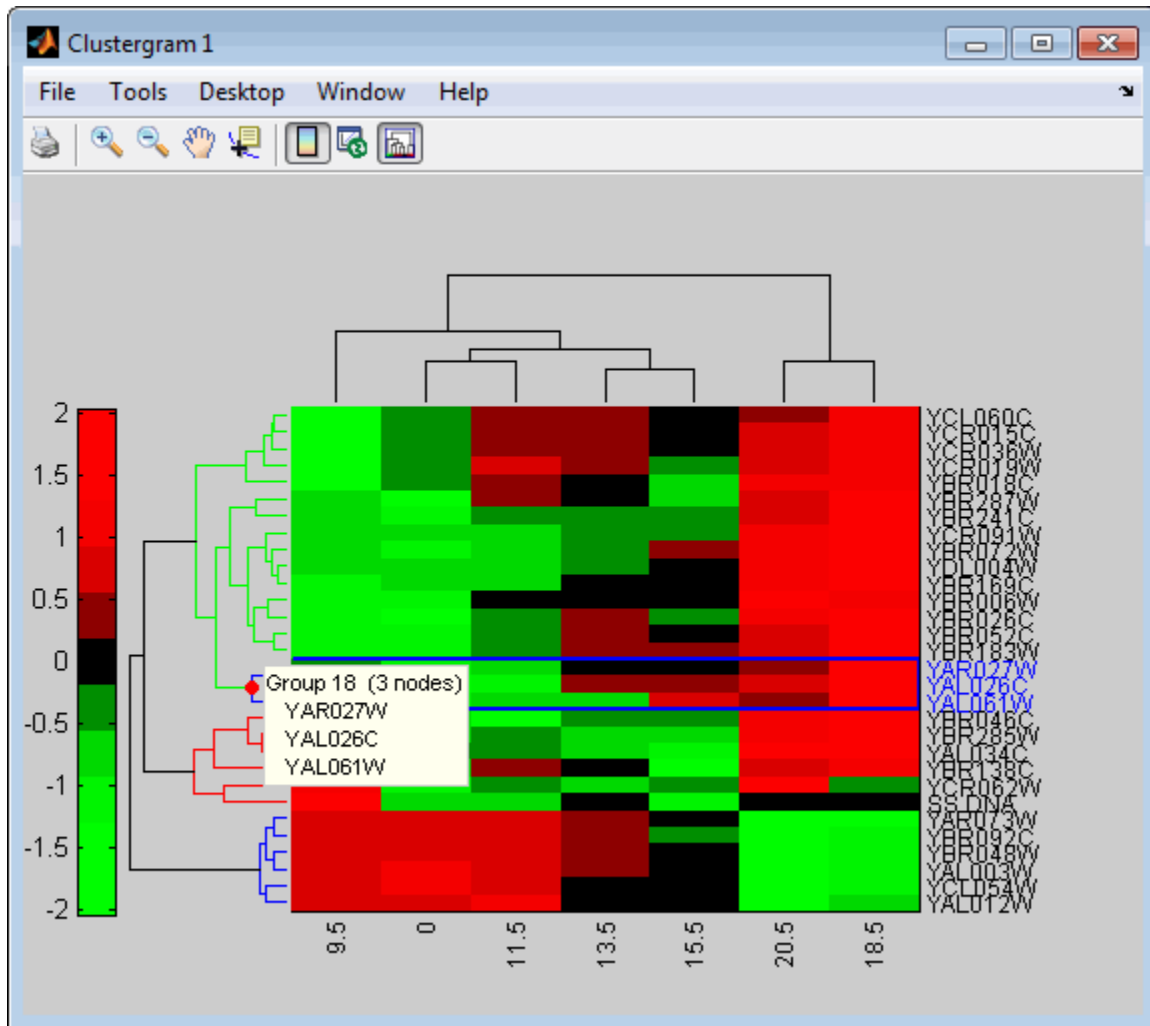 Clustergram 1
File Tools Desktop Window Help
2
1.5
1
0.5
0
-0.5
-1
-1.5
-2
YCL060C
YCR015C
YCR036W
YCR019W
YBR018C
YBR287W
YBR241C
YCR091W
YBR072W
YDL004W
YBR169C
YBR006W
YBR026C
YBR052C
YBR183W
YAR027W
YAL026C
YAL061W
YBR046C
YBR285W
YAL034C
YBR138C
YCR062W
SS DNA
YAR073W
YBR092C
YBR048W
YAL003W
YCL054W
YAL012W
Group 18 (3 nodes)
YAR027W
YAL026C
YAL061W
9.5 0 11.5 13.5 15.5 20.5 18.5